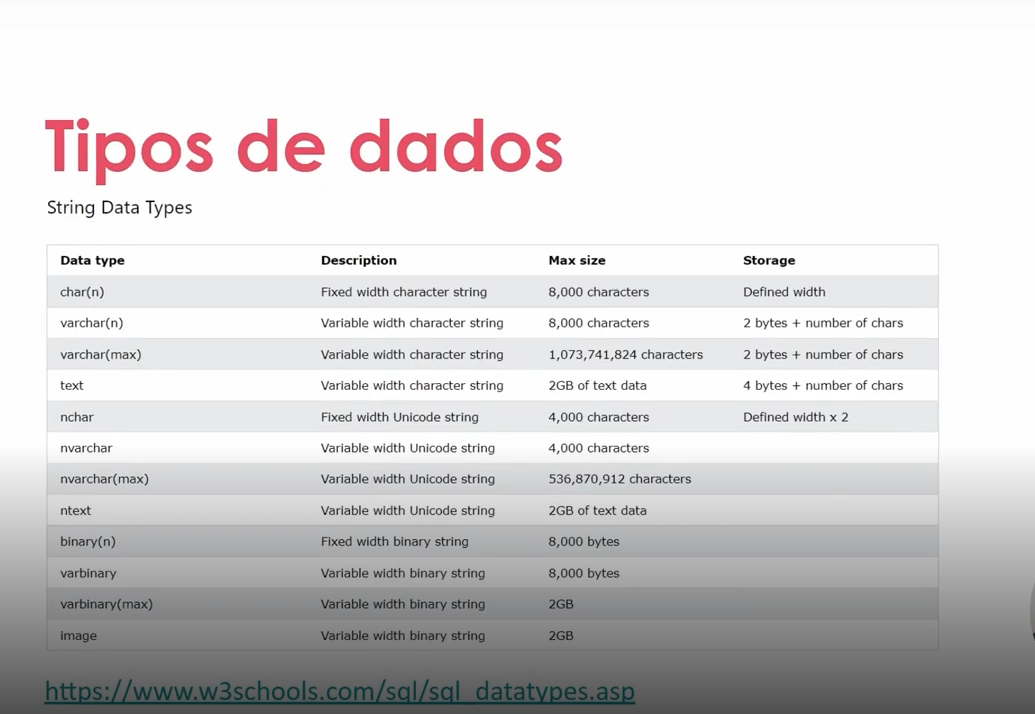 Tipos de dados
String Data Types
Data type Description Max size Storage
char(n) Fixed width character string 8,000 characters Defined width
varchar(n) Variable width character string 8,000 characters 2 bytes + number of chars
varchar(max) Variable width character string 1,073,741,824 characters 2 bytes + number of chars
text Variable width character string 2GB of text data 4 bytes + number of chars
nchar Fixed width Unicode string 4,000 characters Defined width x 2
nvarchar Variable width Unicode string 4,000 characters
nvarchar(max) Variable width Unicode string 536,870,912 characters
ntext Variable width Unicode string 2GB of text data
binary(n) Fixed width binary string 8,000 bytes
varbinary Variable width binary string 8,000 bytes
varbinary(max) Variable width binary string 2GB
image Variable width binary string 2GB
https://www.w3schools.com/sql/sql_datatypes.asp